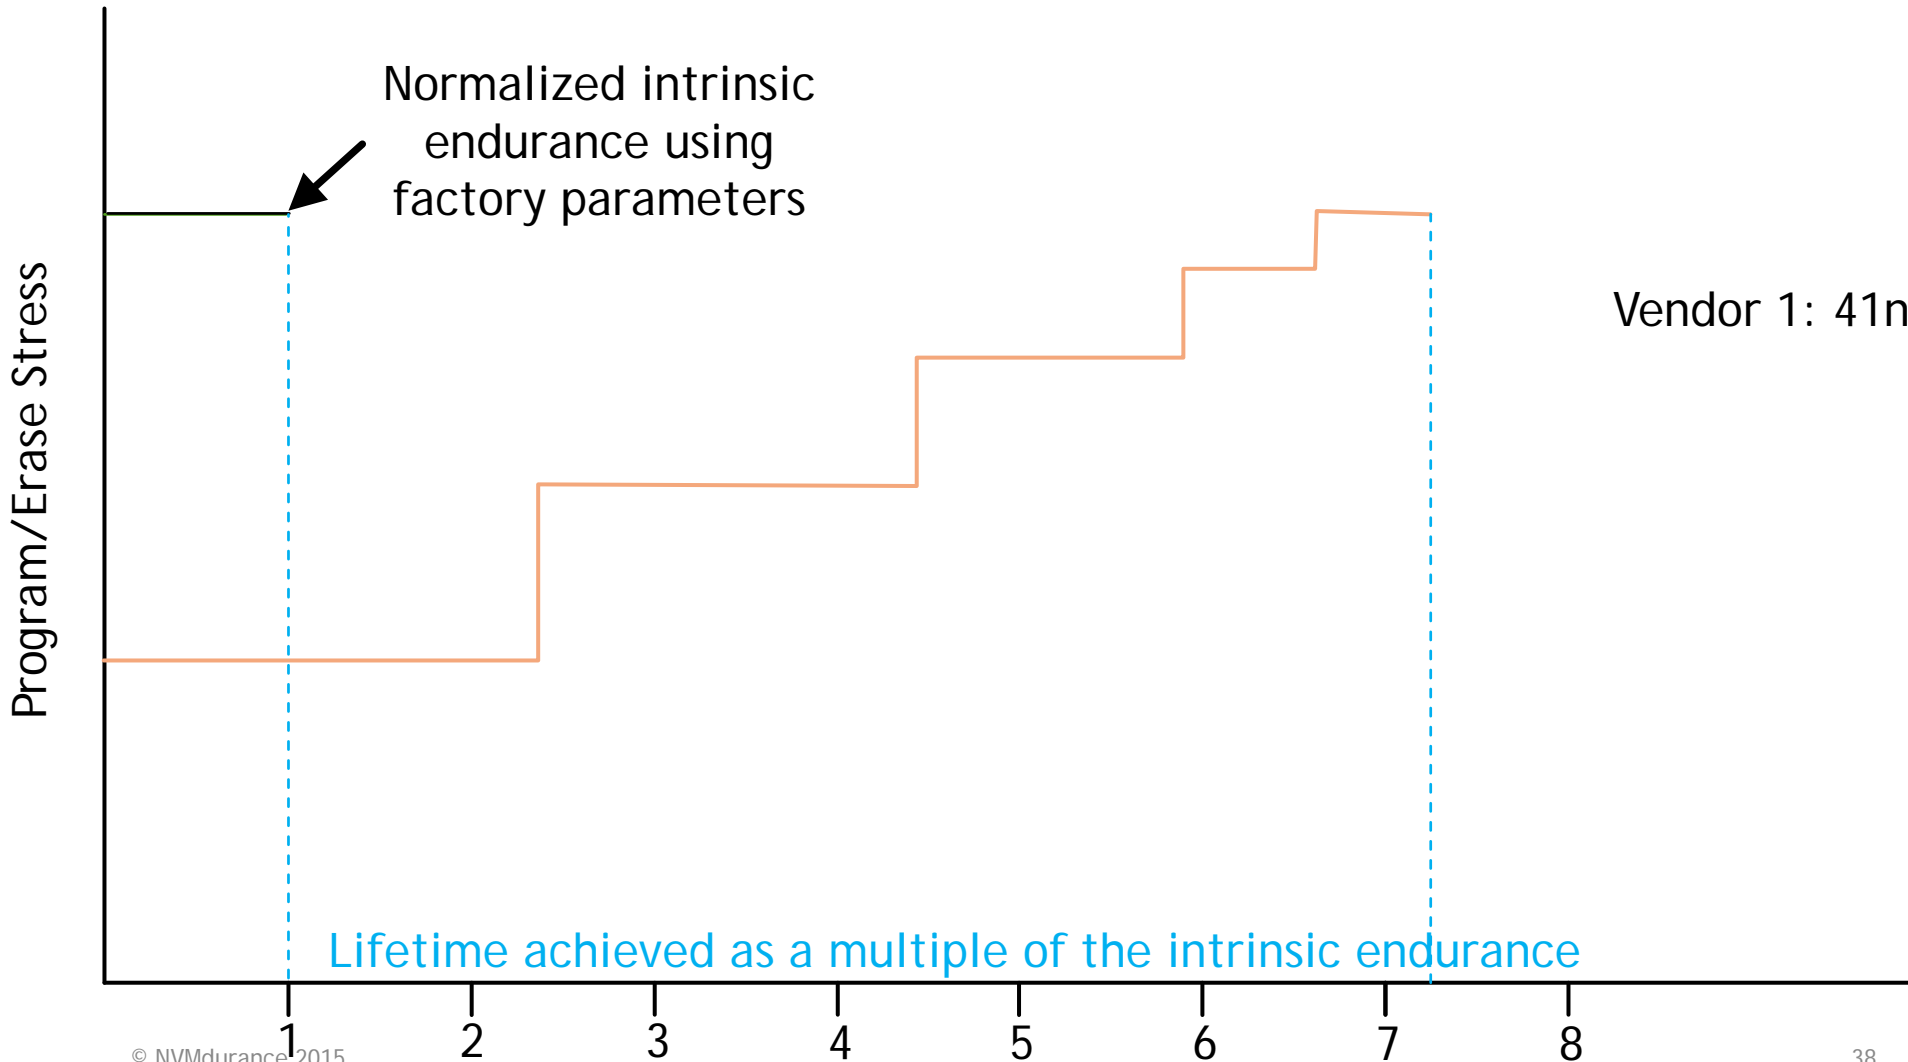 Normalized intrinsic
endurance using
factory parameters
Program/Erase Stress
Vendor 1: 41n
Lifetime achieved as a multiple of the intrinsic endurance
1 2 3 4 5 6 7 8
© NVMdurance 2015
38